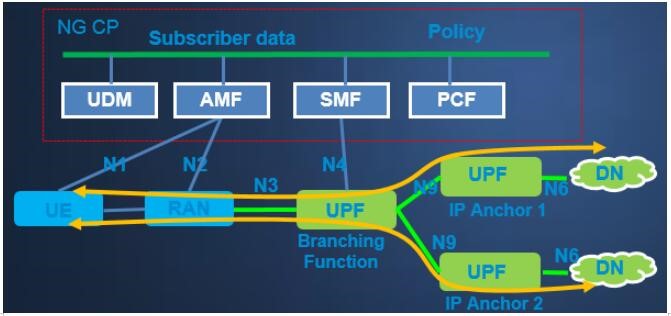 NG CP
Subscriber data
Policy
UDM
AMF
SMF
PCF
N1
N2
N3
N4
UE
RAN
UPF
Branching
Function
N9
UPF
IP Anchor 1
N6
DN
N9
UPF
IP Anchor 2
N6
DN